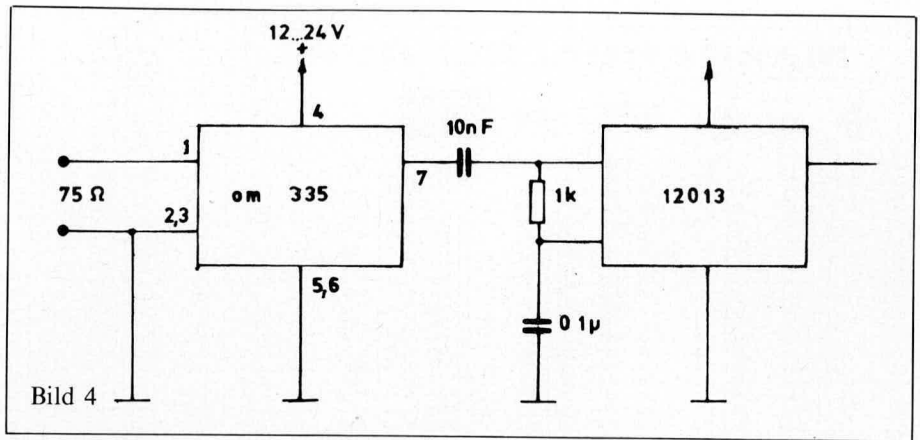 12...24 V
+
4
10n F
1
7
75 Ω
om 335
1k
12013
2,3
5,6
0 1µ
Bild 4